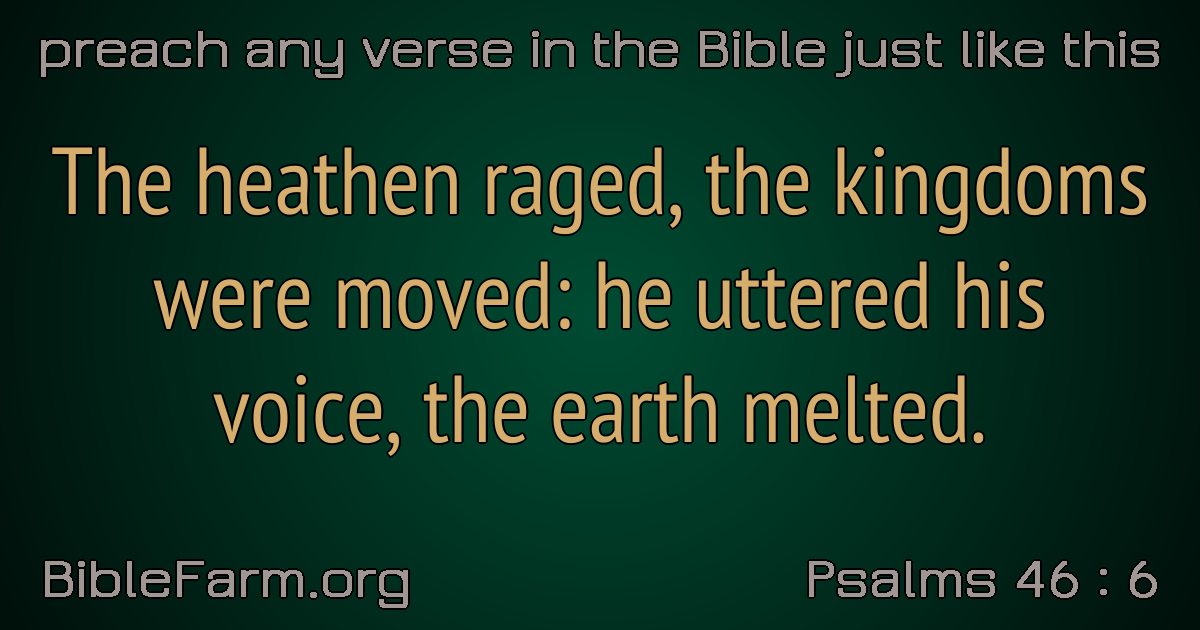 preach any verse in the Bible just like this
The heathen raged, the kingdoms
were moved: he uttered his
voice, the earth melted.
BibleFarm.org
Psalms 46 : 6